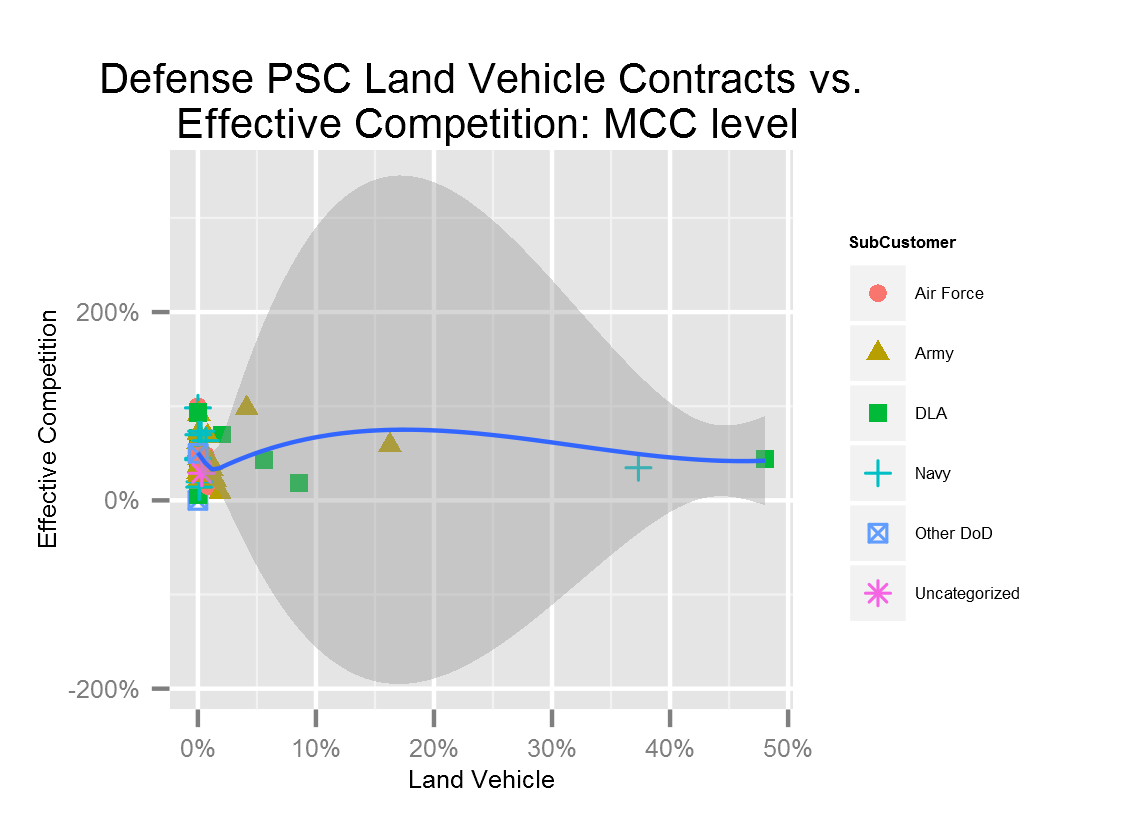 Defense PSC Land Vehicle Contracts vs.
Effective Competition: MCC level
Effective Competition
200%
0%
-200%
0%
10%
20%
30%
40%
50%
Land Vehicle
SubCustomer
Air Force
Army
DLA
Navy
Other DoD
Uncategorized